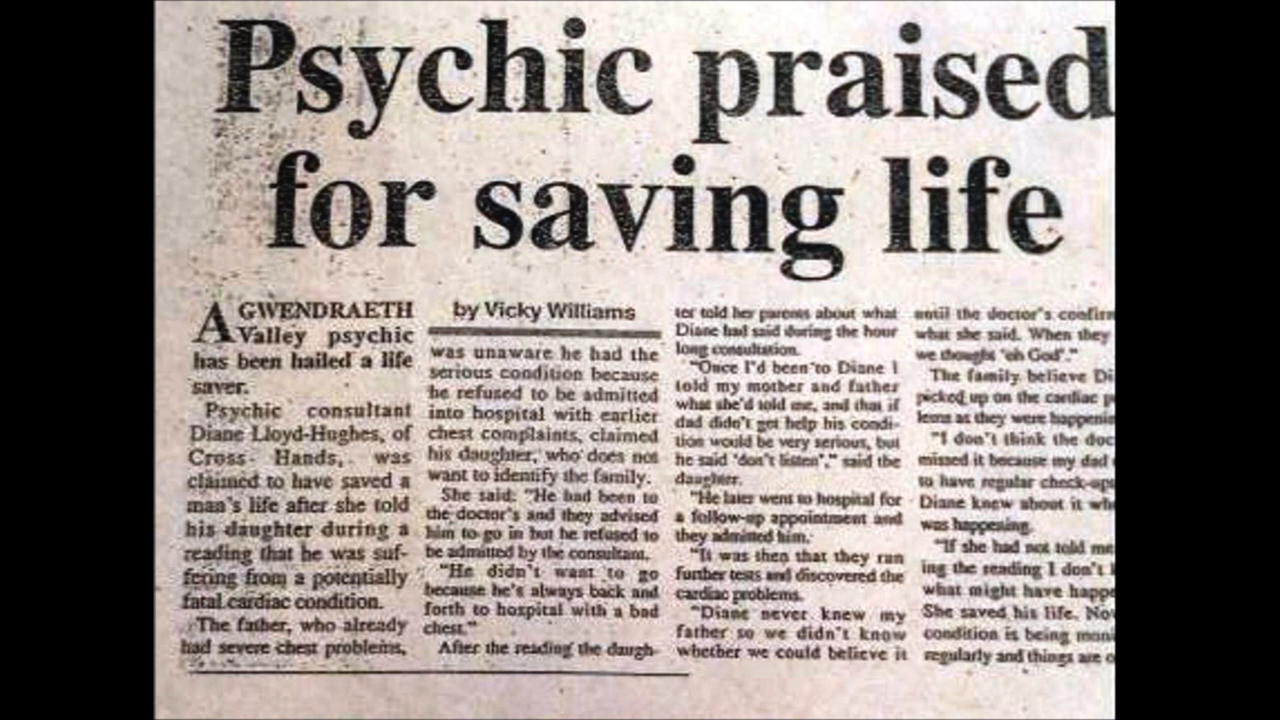 Psychic praised
for saving life
A GWENDRAETH
Valley psychic
has been hailed a life
saver.
Psychic consultant
Diane Lloyd-Hughes, of
Cross Hands, was
claimed to have saved a
man's life after she told
his daughter during a
reading that he was suf-
fering from a potentially
fatal cardiac condition.
The father, who already
had severe chest problems,
by Vicky Williams
was unaware he had the
serious condition because
he refused to be admitted
into hospital with earlier
chest complaints, claimed
his daughter, who does not
want to identify the family.
She said: "He had been to
the doctor's and they advised
him to go in but he refused to
be admitted by the consultant.
"He didn't want to go
because he's always back and
forth to hospital with a bad
chest."
After the reading the daugh-
ter told her parents about what
Diane had said during the hour
long consultation.
"Once I'd been to Diane I
told my mother and father
what she'd told me, and that if
dad didn't get help his condi-
tion would be very serious, but
he said 'don't listen'," said the
daughter.
"He later went to hospital for
a follow-up appointment and
they admitted him.
"It was then that they ran
further tests and discovered the
cardiac problems.
"Diane never knew my
father so we didn't know
whether we could believe it
until the doctor's confirm
what she said. When they
we thought 'oh God'."
The family believe Di
picked up on the cardiac p
lems as they were happenin
"I don't think the doc
missed it because my dad
to have regular check-ups
Diane knew about it wh
was happening.
"If she had not told me
ing the reading I don't
what might have happe
She saved his life. No
condition is being moni
regularly and things are o